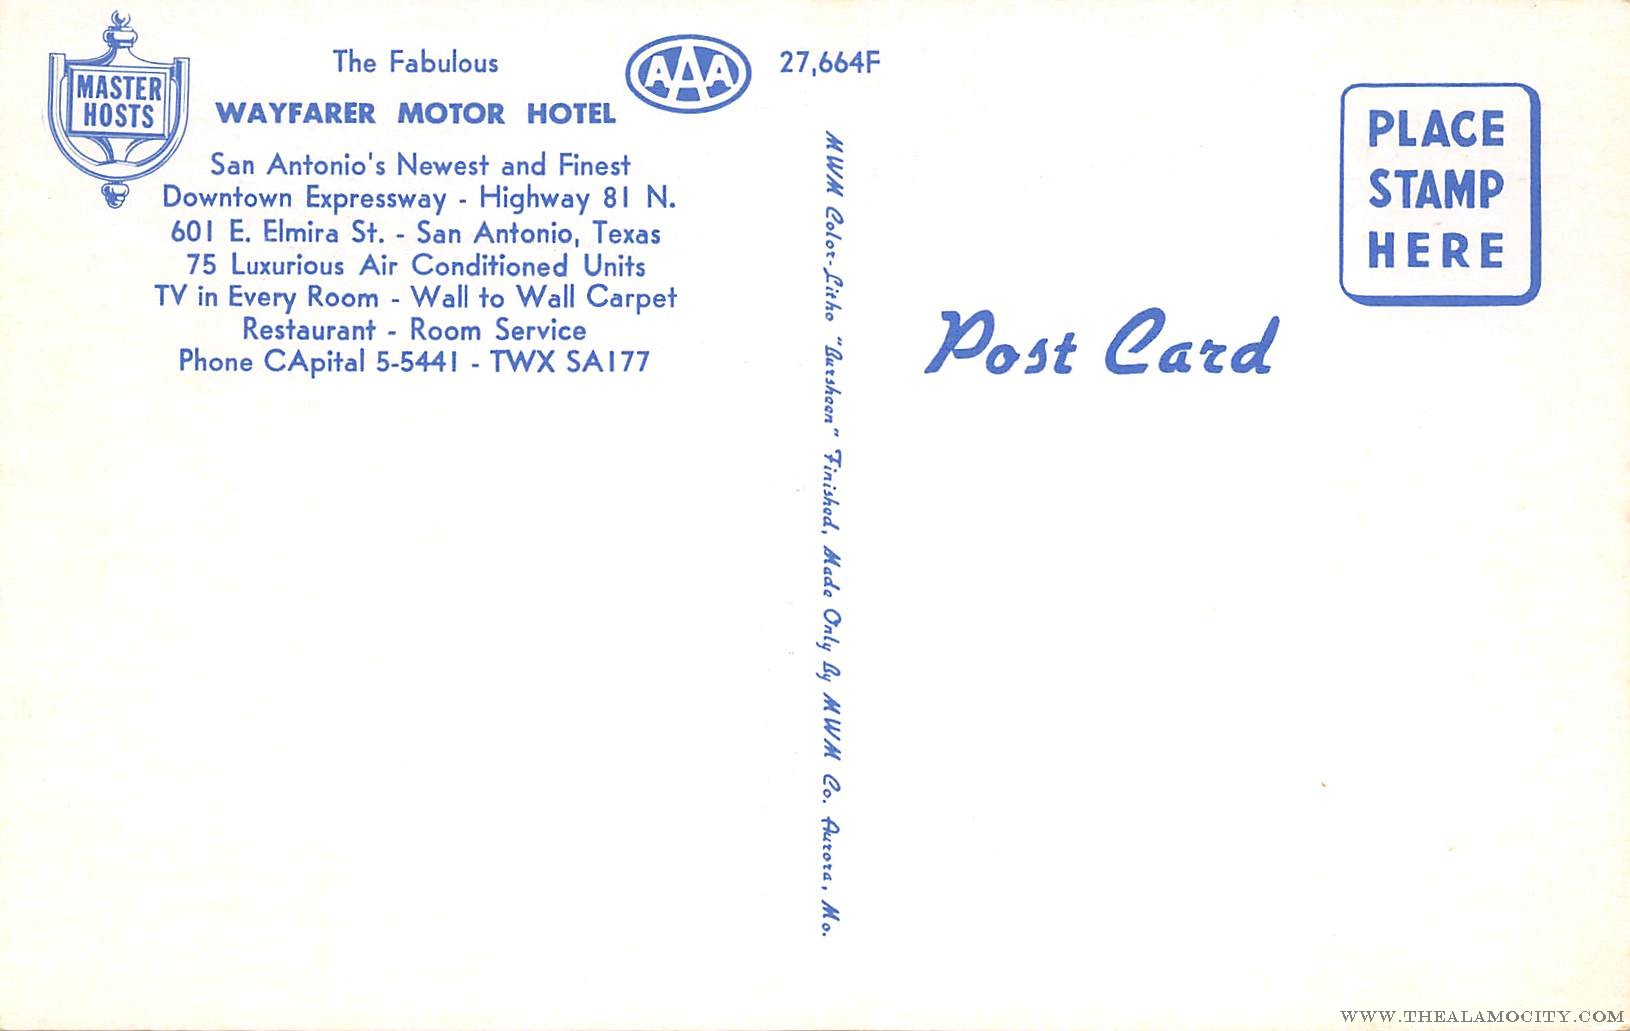 MASTER
HOSTS
The Fabulous
WAYFARER MOTOR HOTEL
AAA
27,664F
San Antonio's Newest and Finest
Downtown Expressway - Highway 81 N.
601 E. Elmira St. - San Antonio, Texas
75 Luxurious Air Conditioned Units
TV in Every Room - Wall to Wall Carpet
Restaurant - Room Service
Phone CApital 5-5441 - TWX SA177
MWM Color-Litho "Bursheen" Finished, Made Only By MWM Co. Aurora, Mo.
Post Card
PLACE
STAMP
HERE
WWW.THEALAMOCITY.COM